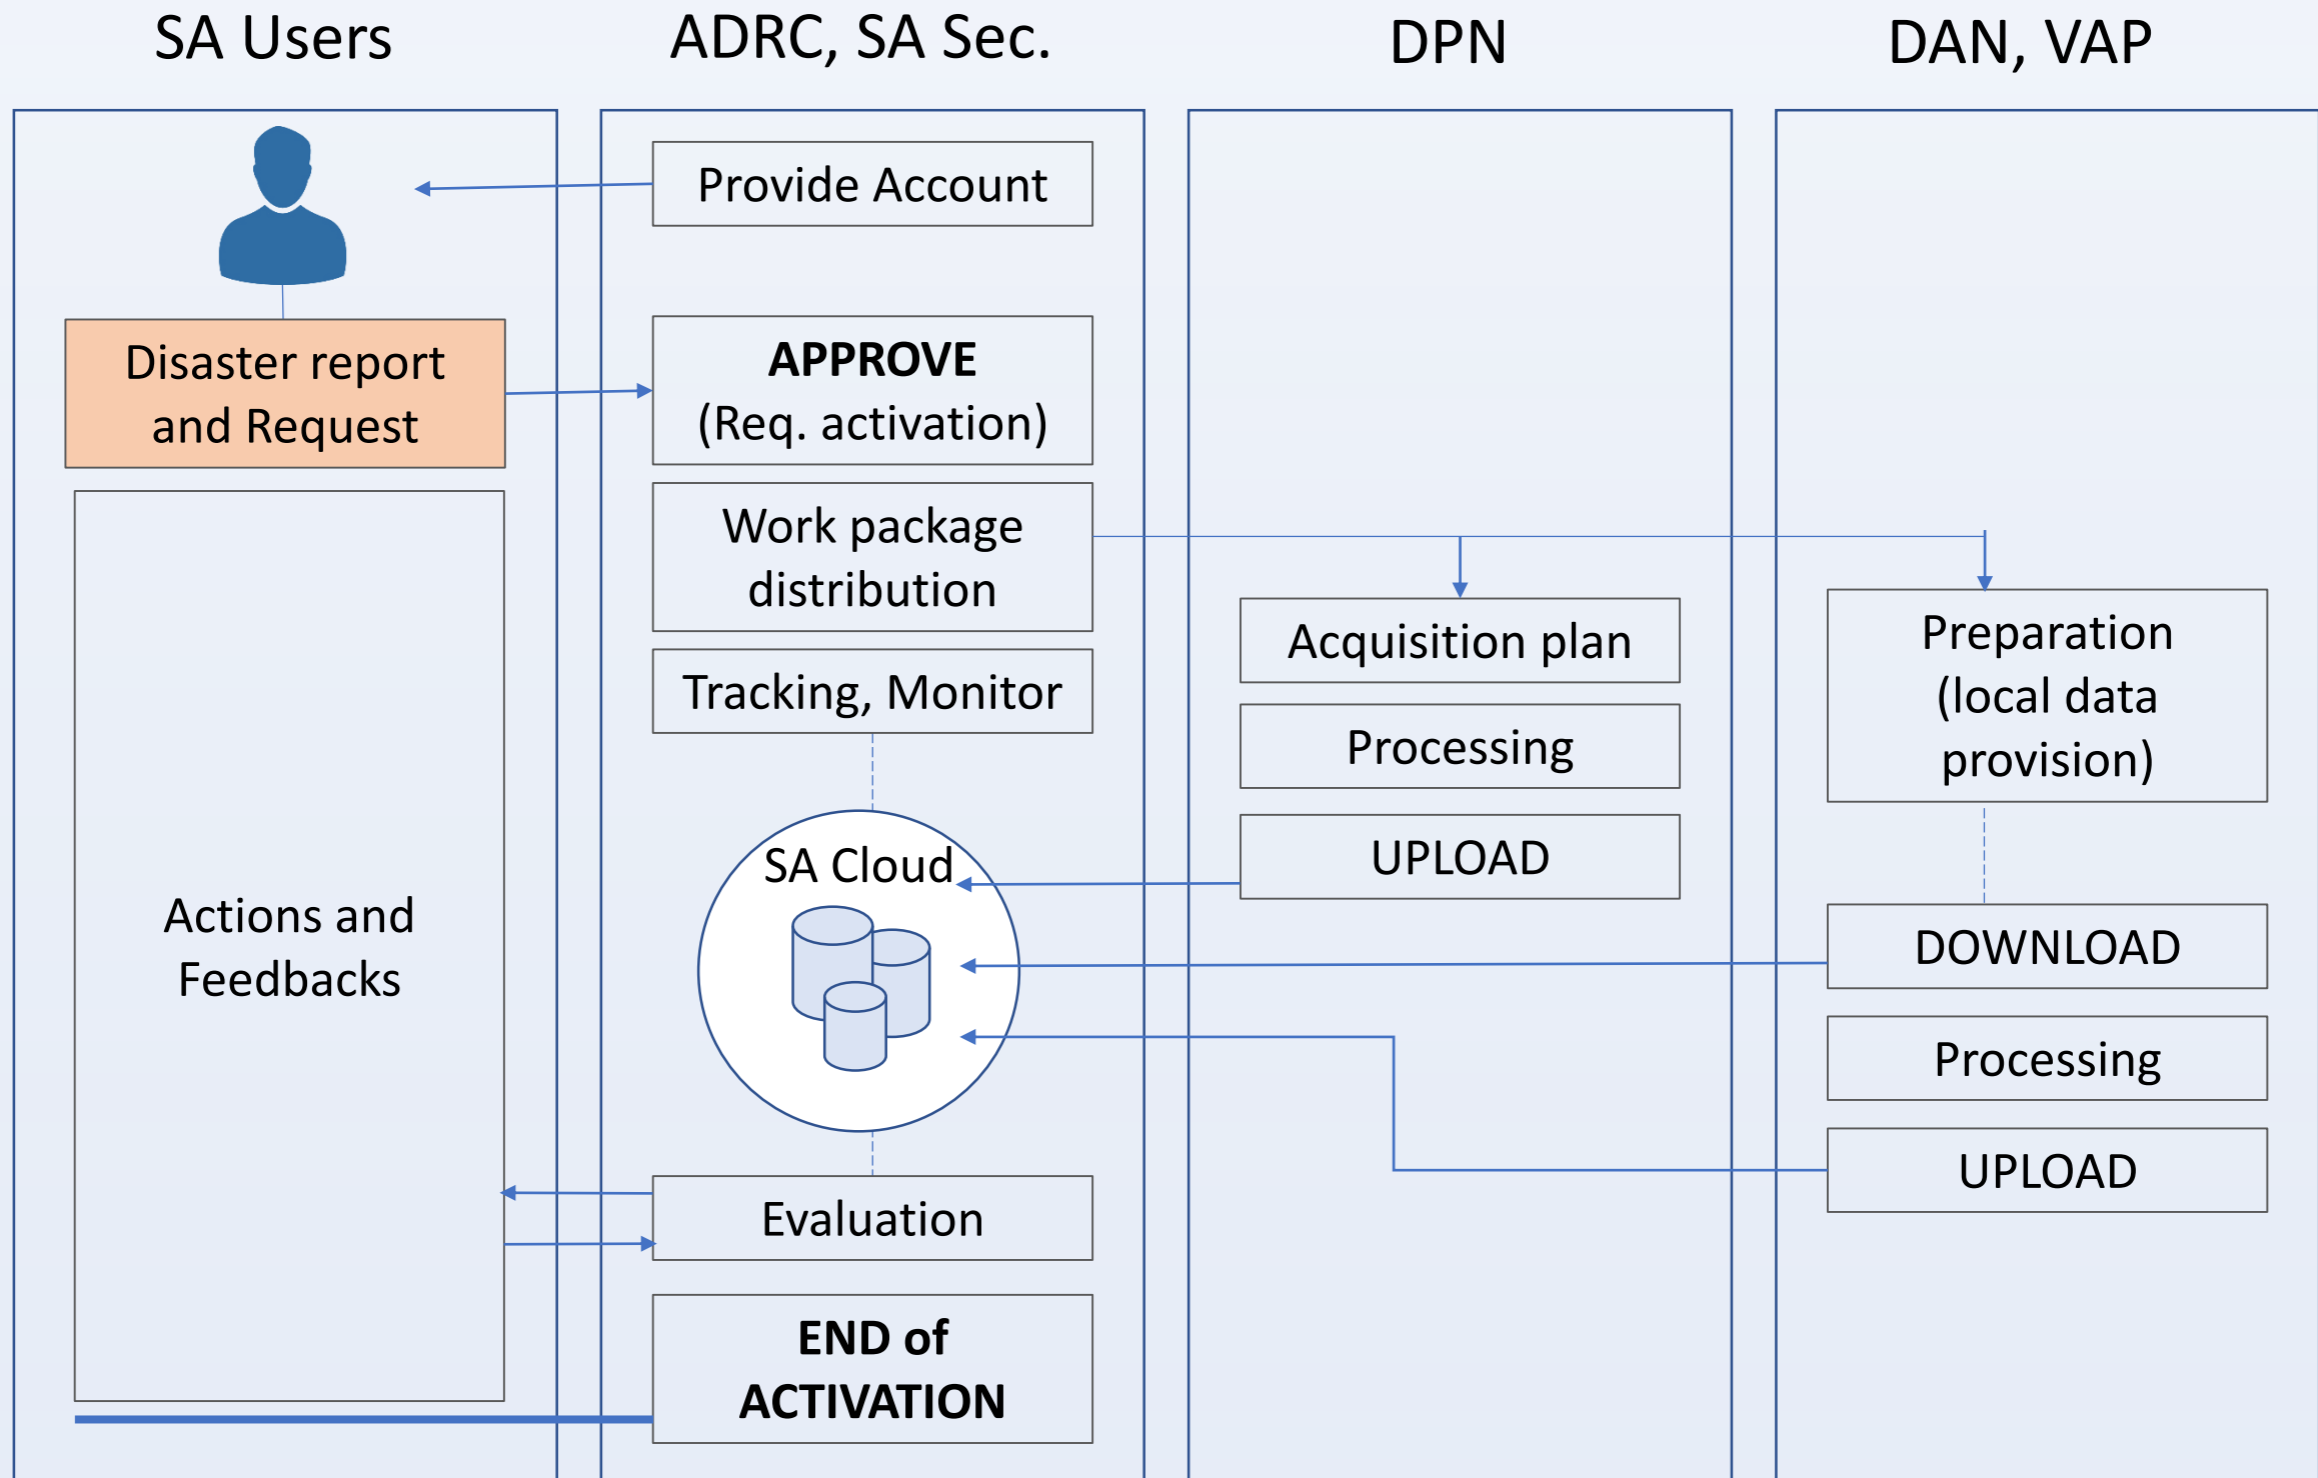 SA Users
ADRC, SA Sec.
DPN
DAN, VAP
Provide Account
Disaster report
and Request
APPROVE
(Req. activation)
Work package
distribution
Tracking, Monitor
Acquisition plan
Processing
UPLOAD
Preparation
(local data
provision)
SA Cloud
Actions and
Feedbacks
DOWNLOAD
Processing
UPLOAD
Evaluation
END of
ACTIVATION